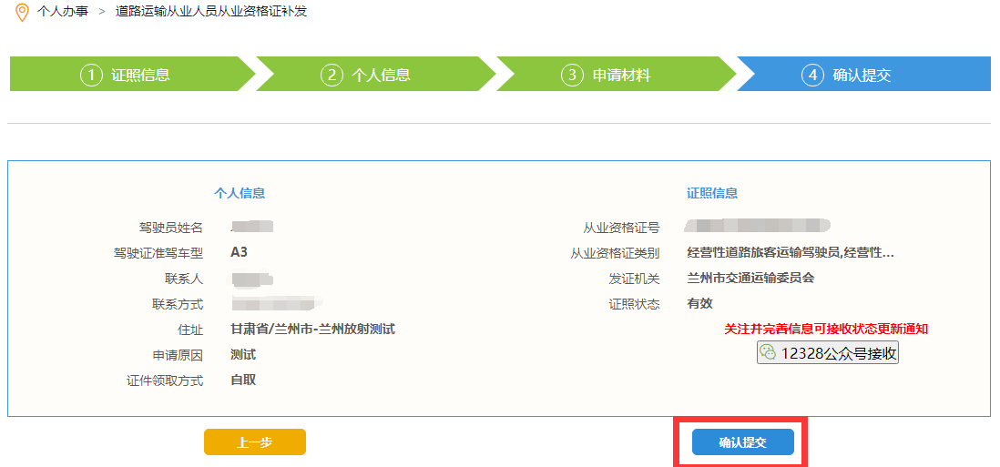 个人办事 > 道路运输从业人员从业资格证补发
① 证照信息
② 个人信息
③ 申请材料
④ 确认提交
个人信息
驾驶员姓名
驾驶证准驾车型 A3
联系人
联系方式
住址 甘肃省/兰州市-兰州放射测试
申请原因 测试
证件领取方式 自取
证照信息
从业资格证号
从业资格证类别 经营性道路旅客运输驾驶员,经营性...
发证机关 兰州市交通运输委员会
证照状态 有效
关注并完善信息可接收状态更新通知
12328公众号接收
上一步
确认提交